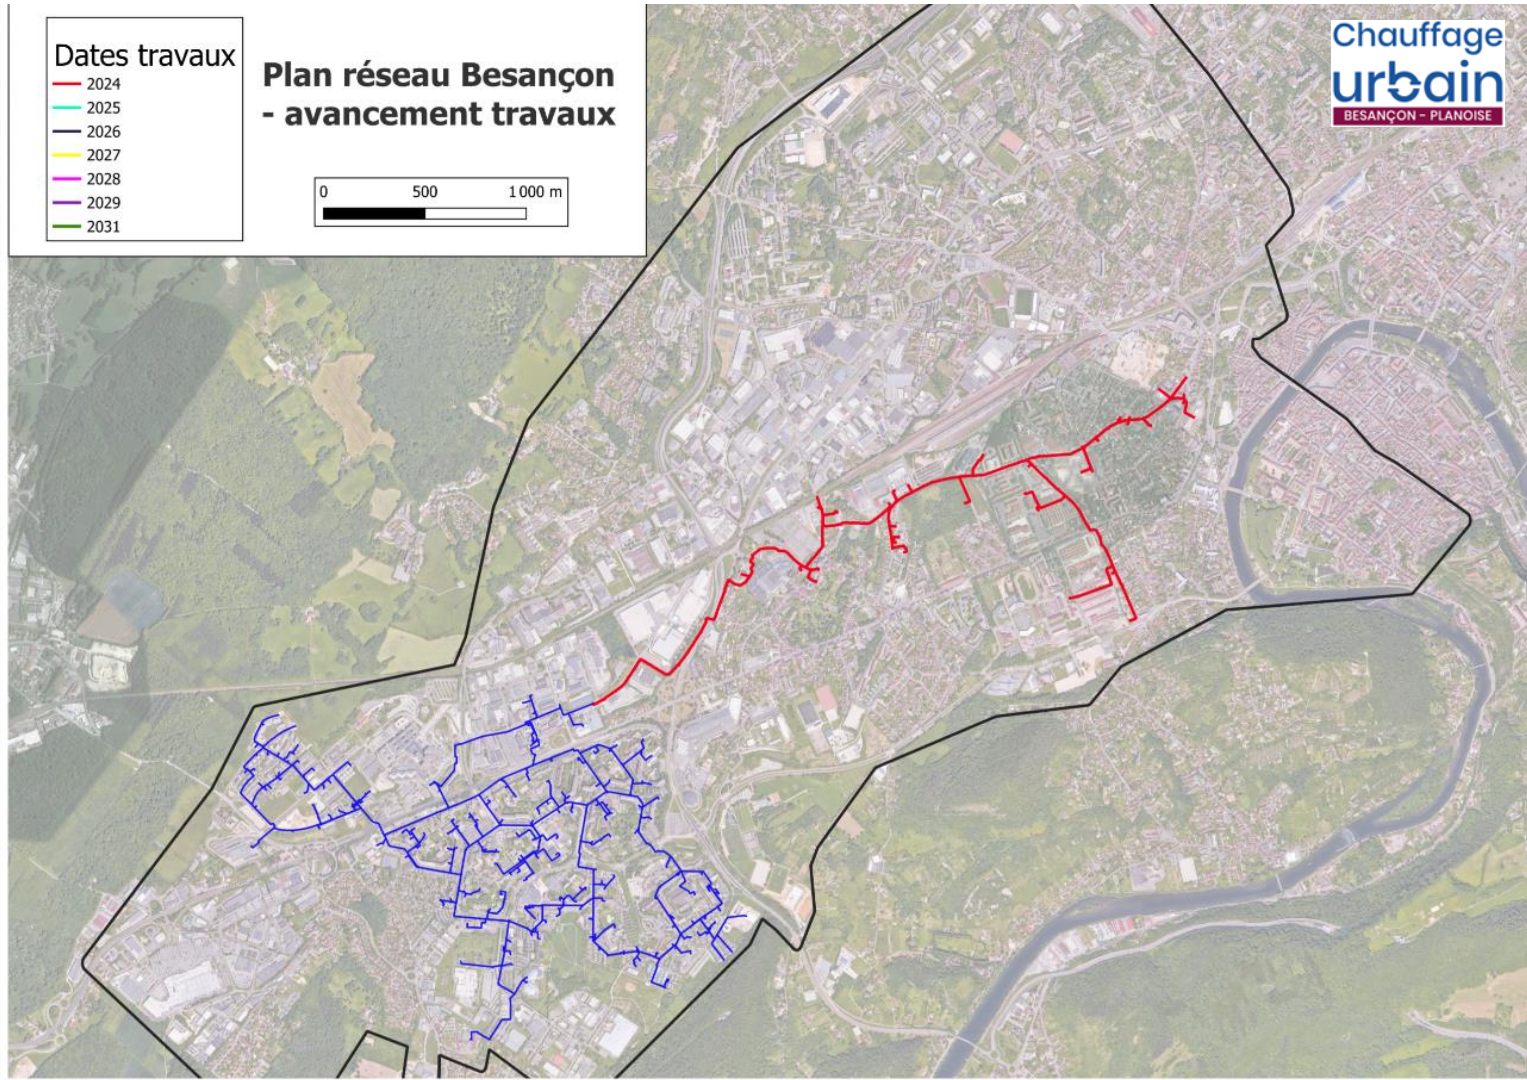 Dates travaux
2024
2025
2026
2027
2028
2029
2031
Plan réseau Besançon
- avancement travaux
0 500 1 000 m
Chauffage
urbain
BESANÇON - PLANOISE